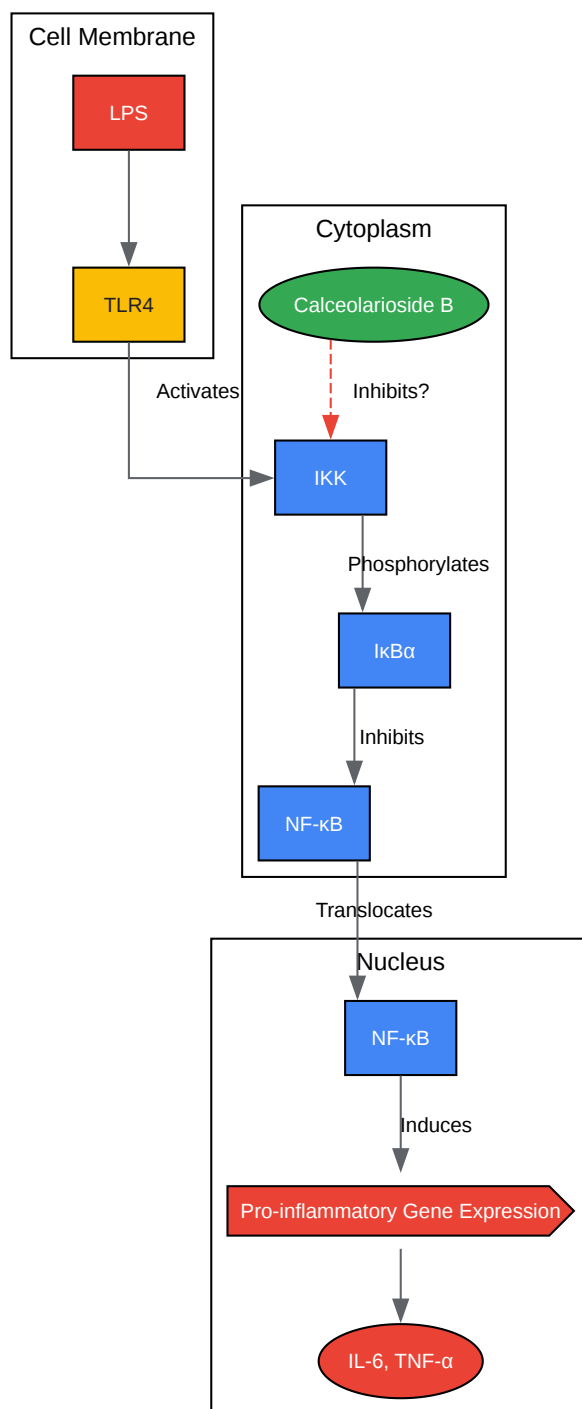 Cell Membrane
LPS
TLR4
Activates
Cytoplasm
Calceolarioside B
Inhibits?
IKK
Phosphorylates
IκBα
Inhibits
NF-κB
Translocates
Nucleus
NF-κB
Induces
Pro-inflammatory Gene Expression
IL-6, TNF-α